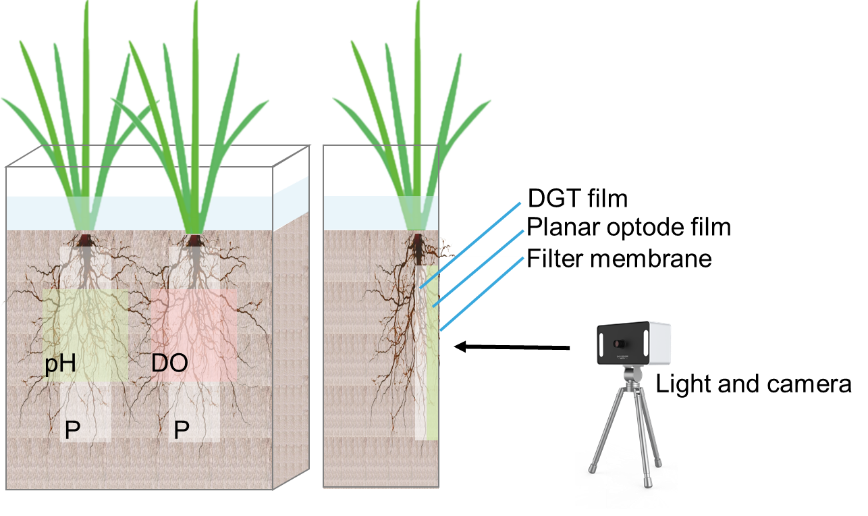 DGT film
Planar optode film
Filter membrane
pH
DO
Light and camera
P
P